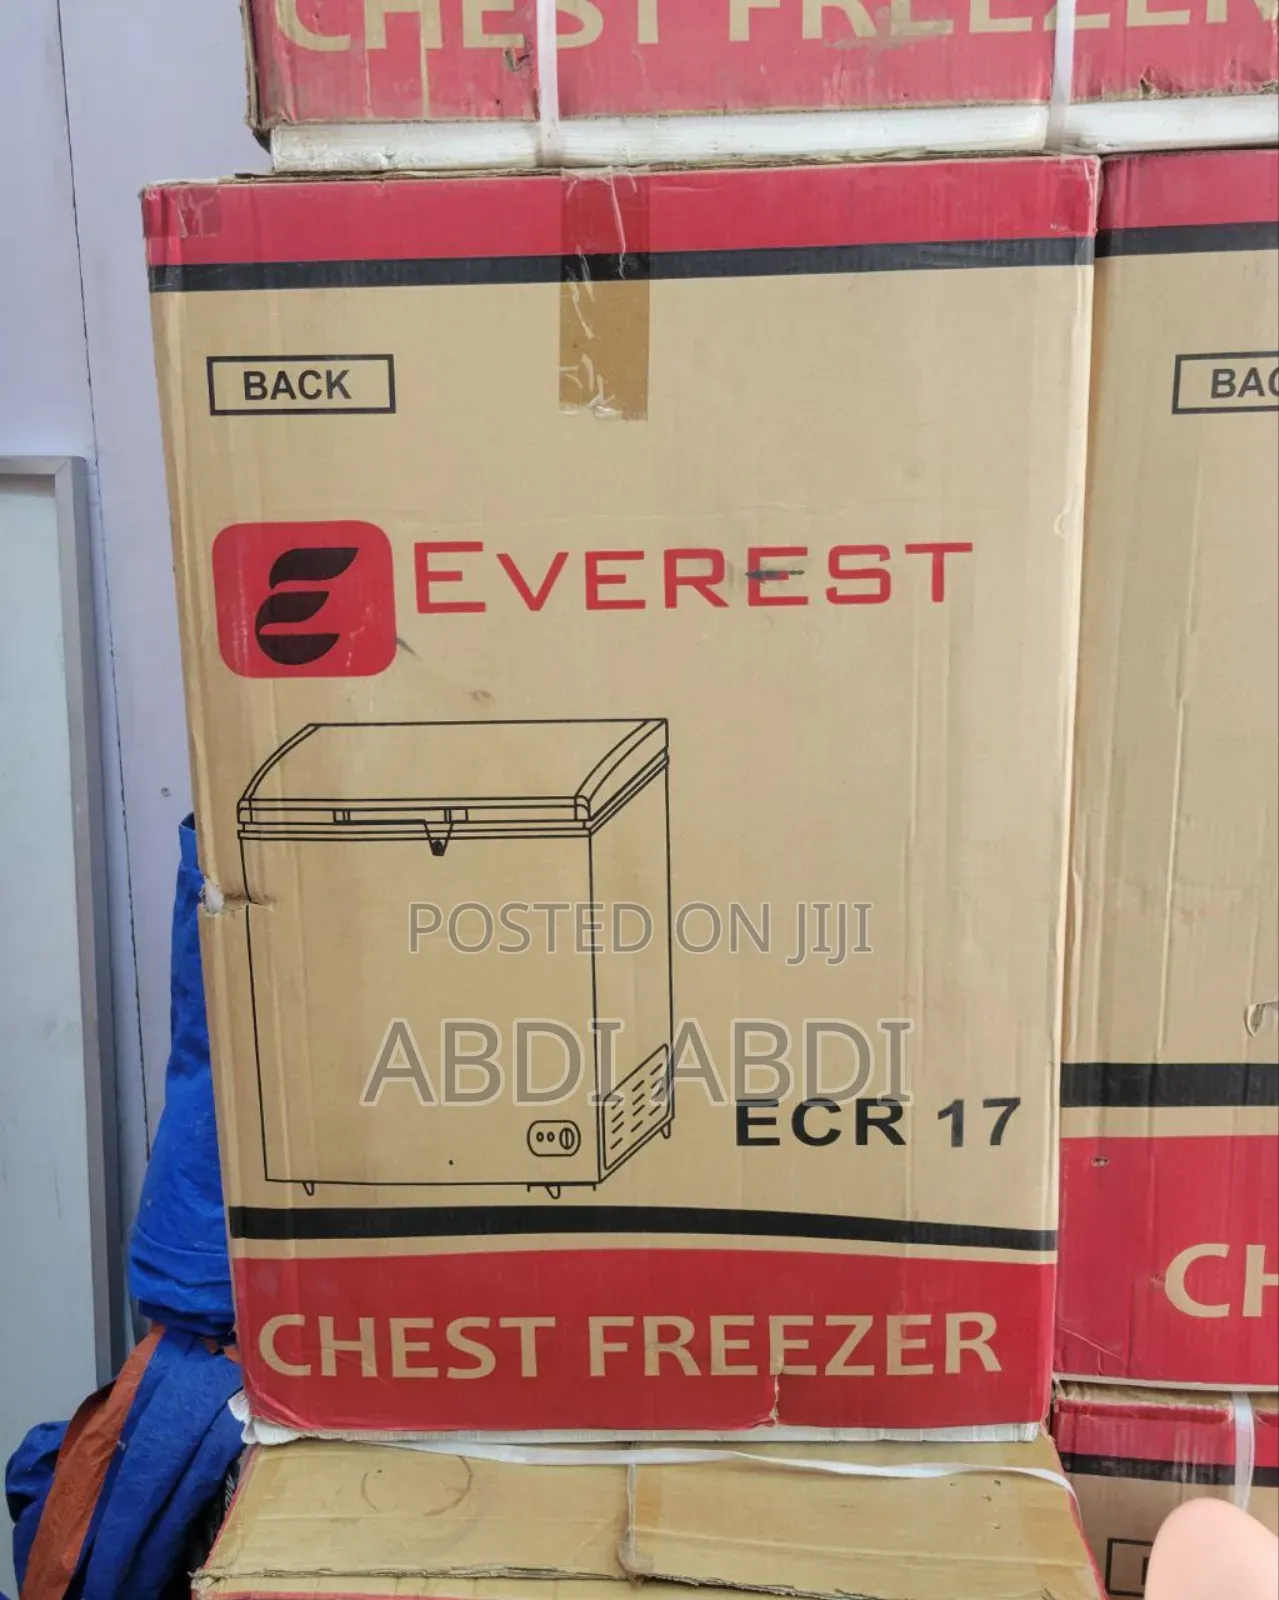 CHEST FREEZER
BACK
BAC
EVEREST
POSTED ON JIJI
ABDI ABDI
ECR 17
CH
CHEST FREEZER